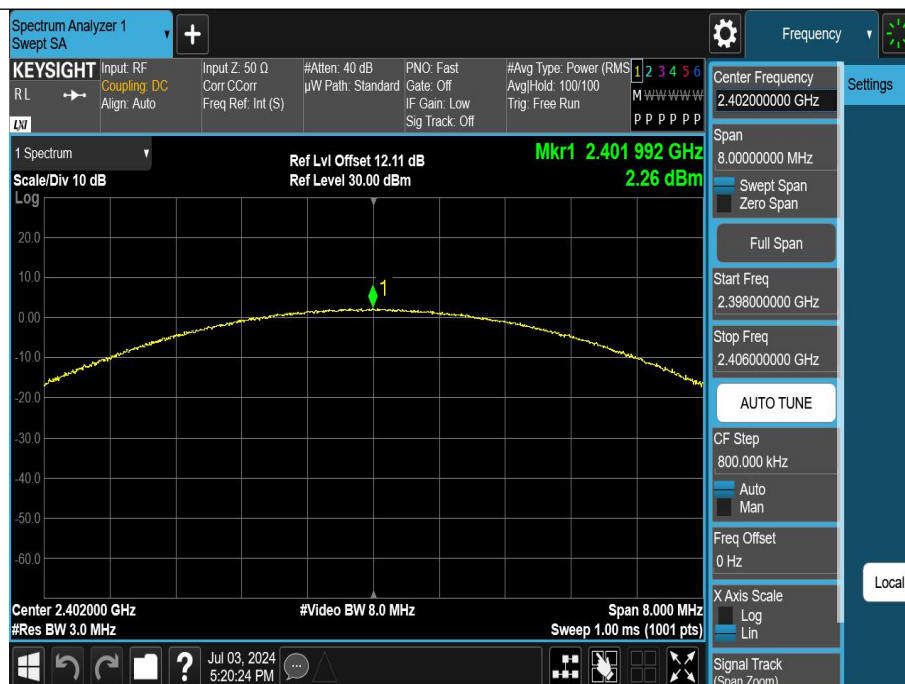 Spectrum Analyzer 1
Swept SA
Frequency
KEYSIGHT
RL
LXI
Input: RF
Coupling: DC
Align: Auto
Input Z: 50 Ω
Corr CCorr
Freq Ref: Int (S)
#Atten: 40 dB
µW Path: Standard
PNO: Fast
Gate: Off
IF Gain: Low
Sig Track: Off
#Avg Type: Power (RMS
Avg|Hold: 100/100
Trig: Free Run
1 2 3 4 5 6
M W W W W W
P P P P P P
1 Spectrum
Scale/Div 10 dB
Log
Ref Lvl Offset 12.11 dB
Ref Level 30.00 dBm
Mkr1 2.401 992 GHz
2.26 dBm
20.0
10.0
0.00
-10.0
-20.0
-30.0
-40.0
-50.0
-60.0
1
Center 2.402000 GHz
#Res BW 3.0 MHz
#Video BW 8.0 MHz
Span 8.000 MHz
Sweep 1.00 ms (1001 pts)
Jul 03, 2024
5:20:24 PM
?
Center Frequency
2.402000000 GHz
Span
8.00000000 MHz
Swept Span
Zero Span
Full Span
Start Freq
2.398000000 GHz
Stop Freq
2.406000000 GHz
AUTO TUNE
CF Step
800.000 kHz
Auto
Man
Freq Offset
0 Hz
X Axis Scale
Log
Lin
Signal Track
(Span Zoom)
Settings
Local